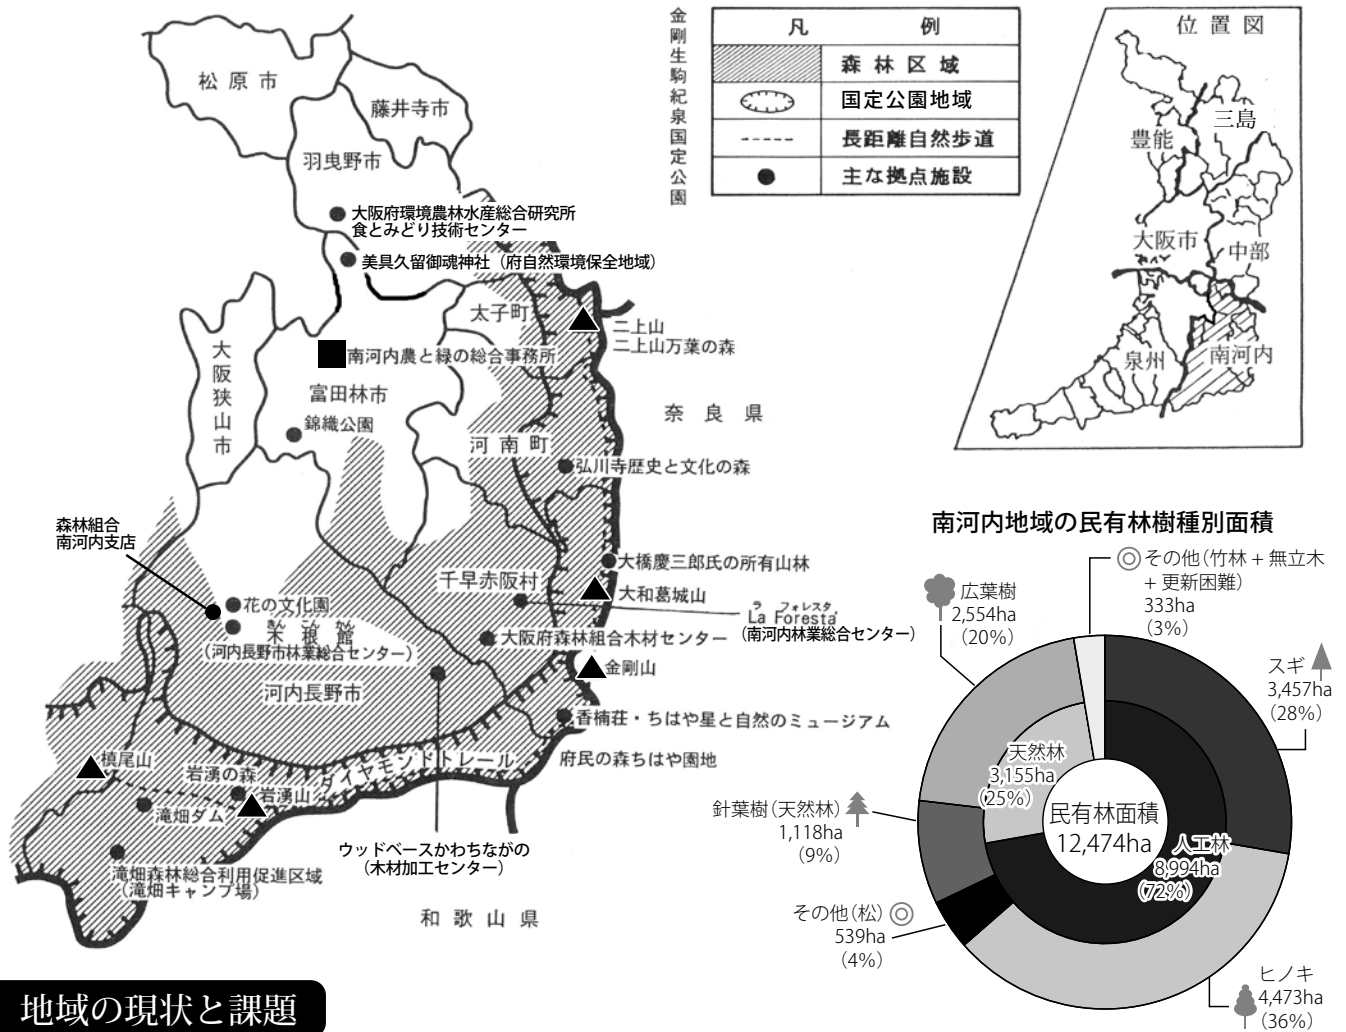 松原市
藤井寺市
羽曳野市
大阪府環境農林水産総合研究所
食とみどり技術センター
美具久留御魂神社（府自然環境保全地域）
太子町
二上山
二上山万葉の森
大阪狭山市
南河内農と緑の総合事務所
富田林市
錦織公園
奈良県
河南町
弘川寺歴史と文化の森
森林組合
南河内支店
大橋慶三郎氏の所有山林
千早赤阪村
大和葛城山
花の文化園
ラ フォレスタ
La Foresta
（南河内林業総合センター）
きん こん かん
木根館
（河内長野市林業総合センター）
大阪府森林組合木材センター
金剛山
河内長野市
香楠荘・ちはや星と自然のミュージアム
府民の森ちはや園地
槙尾山
岩湧の森
ダイヤモンドトレール
岩湧山
滝畑ダム
ウッドベースかわちながの
（木材加工センター）
滝畑森林総合利用促進区域
（滝畑キャンプ場）
和歌山県
金剛生駒紀泉国定公園
凡例
森林区域
国定公園地域
長距離自然歩道
主な拠点施設
位置図
三島
豊能
大阪市
中部
泉州
南河内
南河内地域の民有林樹種別面積
その他（竹林＋無立木
＋更新困難）
333ha
（3%）
広葉樹
2,554ha
（20%）
スギ
3,457ha
（28%）
天然林
3,155ha
（25%）
針葉樹（天然林）
1,118ha
（9%）
民有林面積
12,474ha
人工林
8,994ha
（72%）
その他（松）
539ha
（4%）
ヒノキ
4,473ha
（36%）
地域の現状と課題